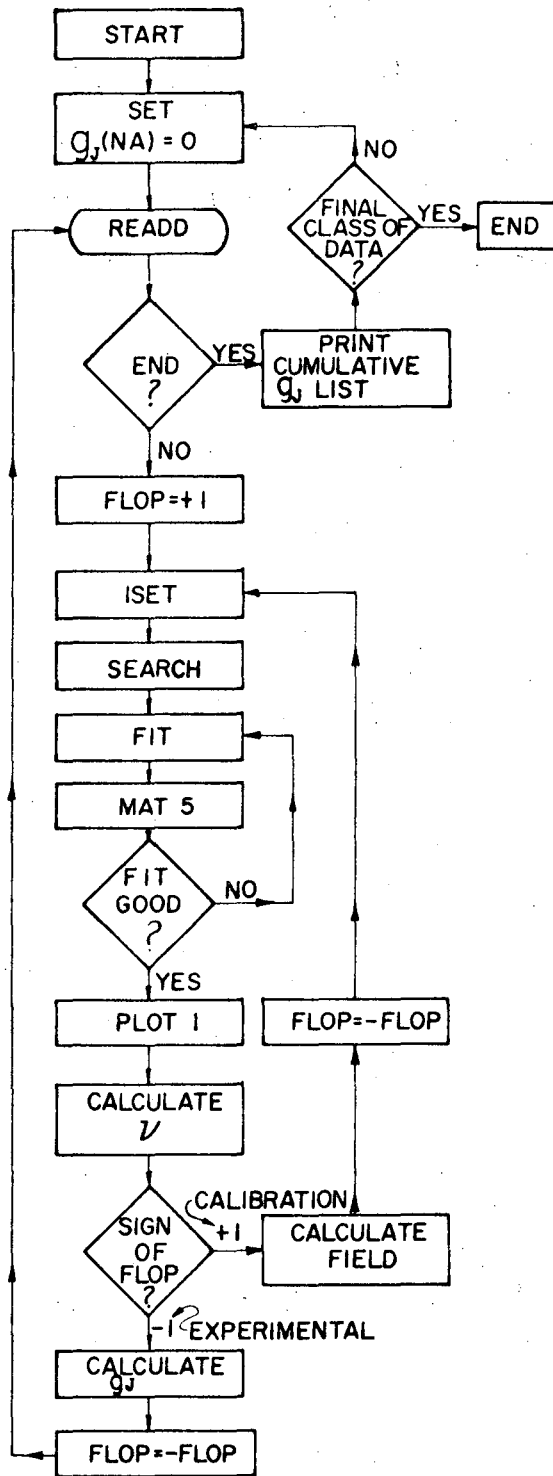 START
SET
gJ(NA) = 0
READD
END
?
YES
PRINT
CUMULATIVE
gJ LIST
FINAL
CLASS OF
DATA
?
NO
YES
END
NO
FLOP=+1
ISET
SEARCH
FIT
MAT 5
FIT
GOOD
?
NO
YES
PLOT 1
CALCULATE
ν
SIGN
OF
FLOP
?
CALIBRATION
+1
CALCULATE
FIELD
FLOP=-FLOP
-1 EXPERIMENTAL
CALCULATE
gJ
FLOP=-FLOP